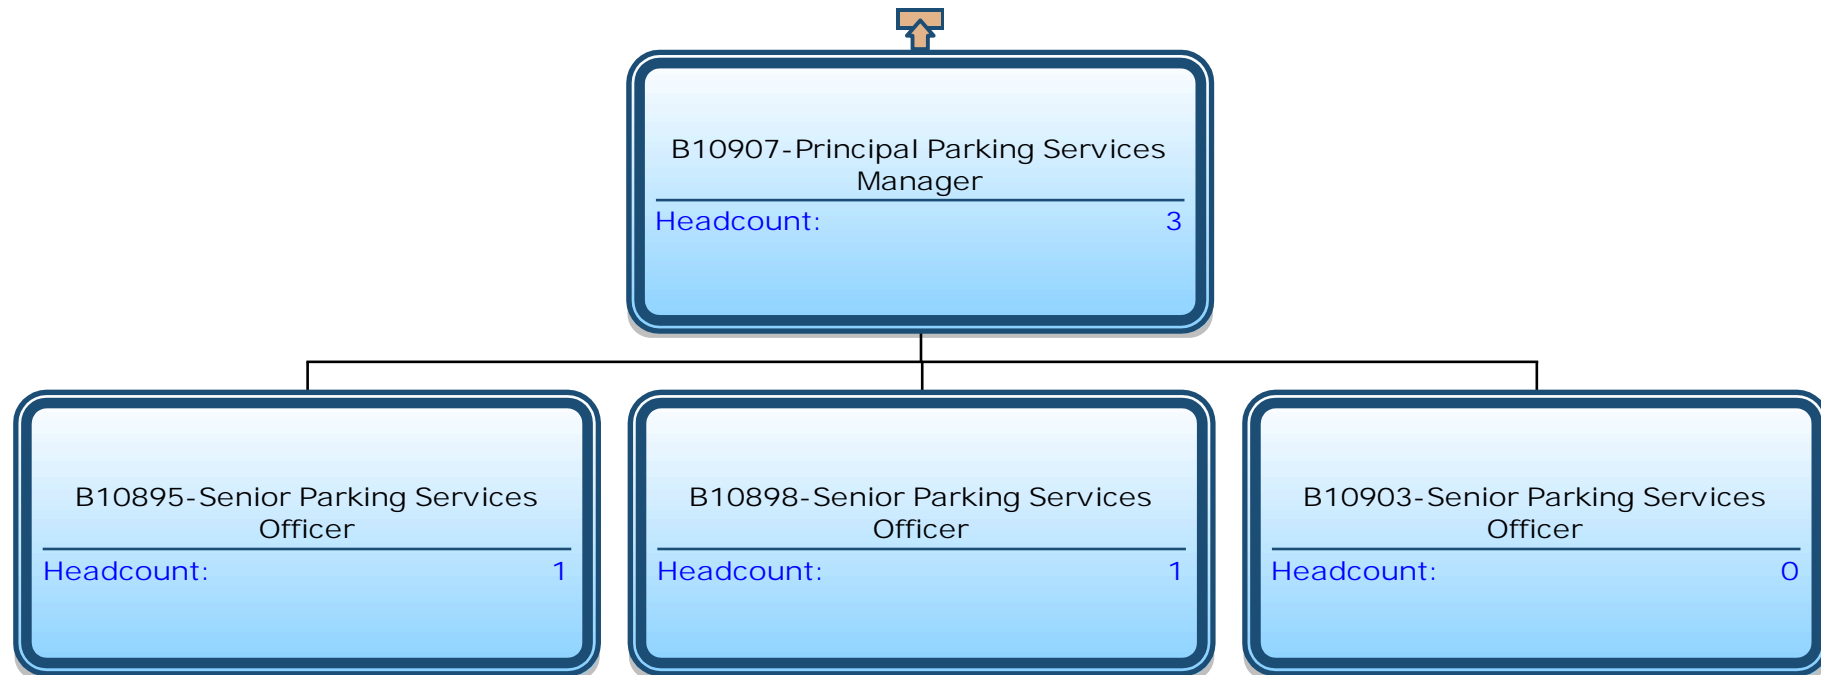 B10907-Principal Parking Services
Manager
Headcount: 3
B10895-Senior Parking Services
Officer
Headcount: 1
B10898-Senior Parking Services
Officer
Headcount: 1
B10903-Senior Parking Services
Officer
Headcount: 0